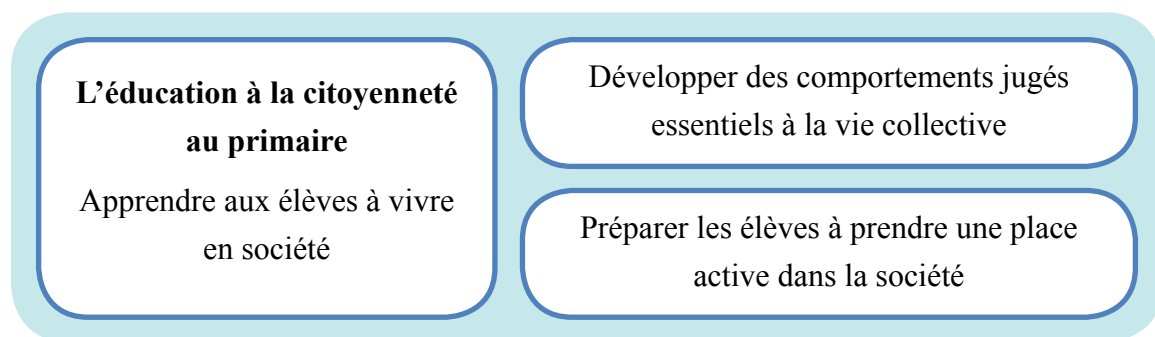 L’éducation à la citoyenneté
au primaire
Apprendre aux élèves à vivre
en société
Développer des comportements jugés
essentiels à la vie collective
Préparer les élèves à prendre une place
active dans la société